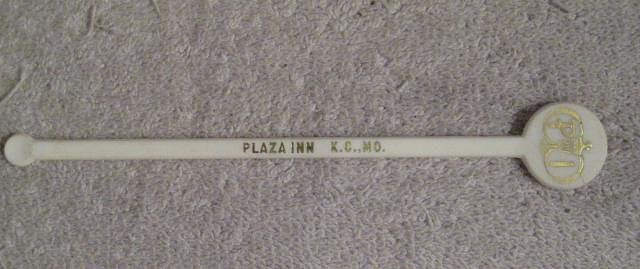 PLAZA INN K.C., MO.